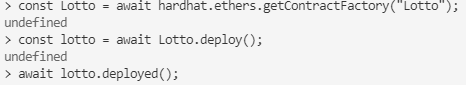 > const Lotto = await hardhat.ethers.getContractFactory("Lotto");
undefined
> const lotto = await Lotto.deploy();
undefined
> await lotto.deployed();